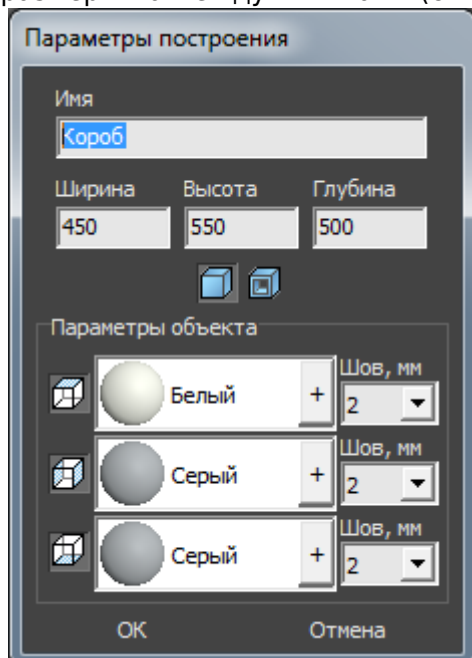 Параметры построения
Имя
Короб
Ширина Высота Глубина
450 550 500
Параметры объекта
Шов, мм
Белый + 2
Шов, мм
Серый + 2
Шов, мм
Серый + 2
ОК Отмена